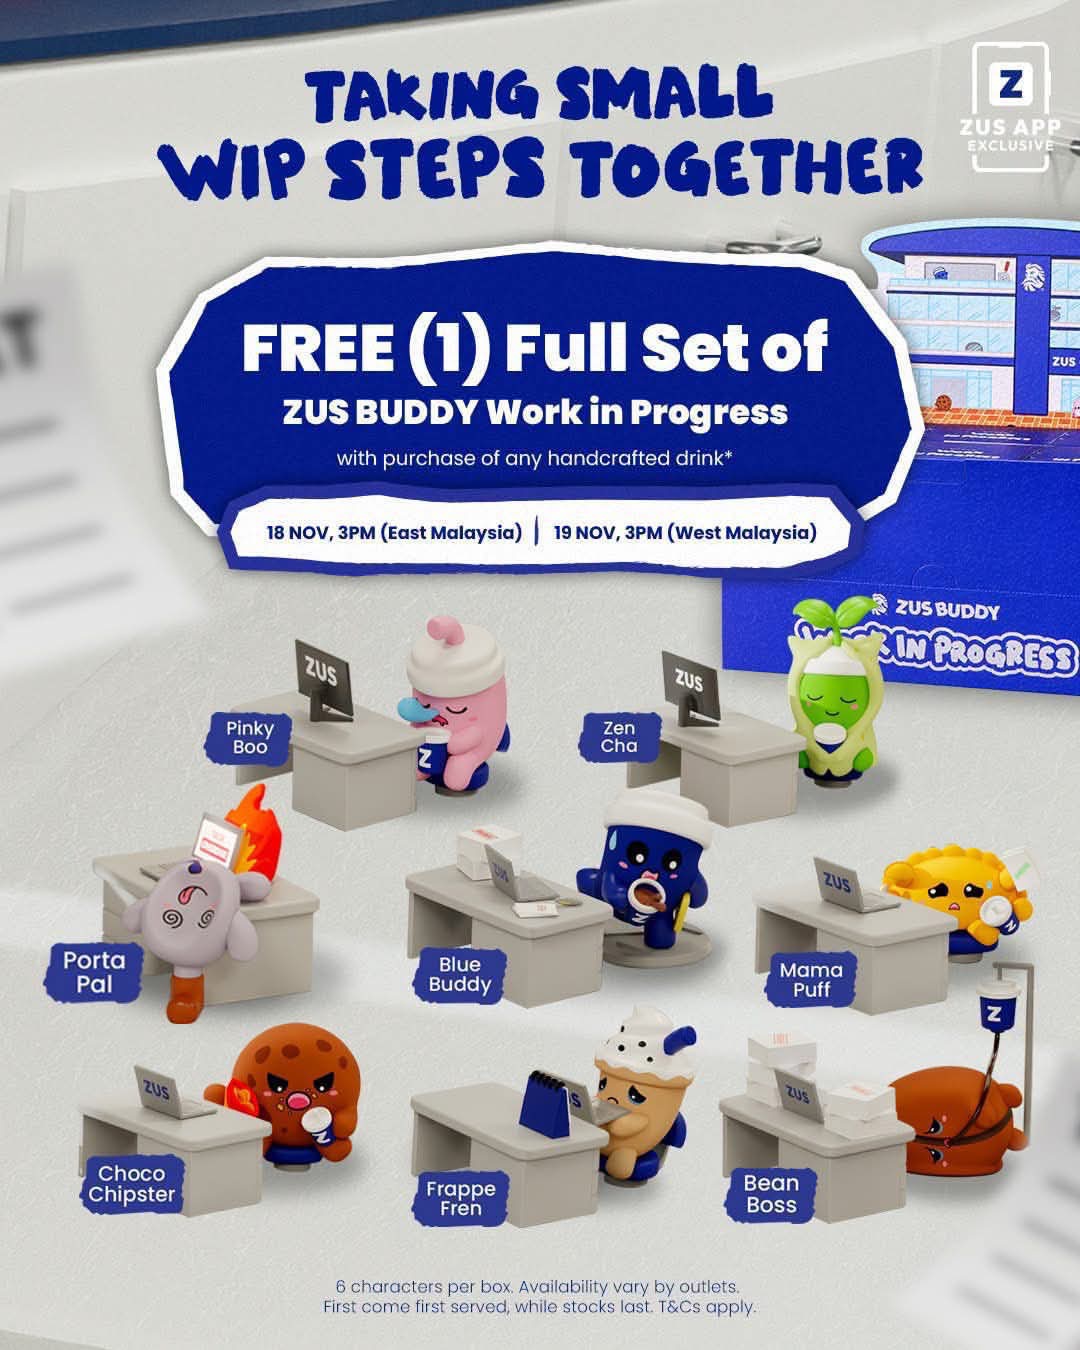 TAKING SMALL
WIP STEPS TOGETHER
Z
ZUS APP
EXCLUSIVE
FREE (1) Full Set of
ZUS BUDDY Work in Progress
with purchase of any handcrafted drink*
18 NOV, 3PM (East Malaysia) | 19 NOV, 3PM (West Malaysia)
ZUS
ZUS BUDDY
WORK IN PROGRESS
ZUS
Pinky
Boo
Z
ZUS
Zen
Cha
Porta
Pal
ZUS
Blue
Buddy
Z
ZUS
Mama
Puff
Z
ZUS
Choco
Chipster
Z
Frappe
Fren
Z
ZUS
Bean
Boss
6 characters per box. Availability vary by outlets.
First come first served, while stocks last. T&Cs apply.